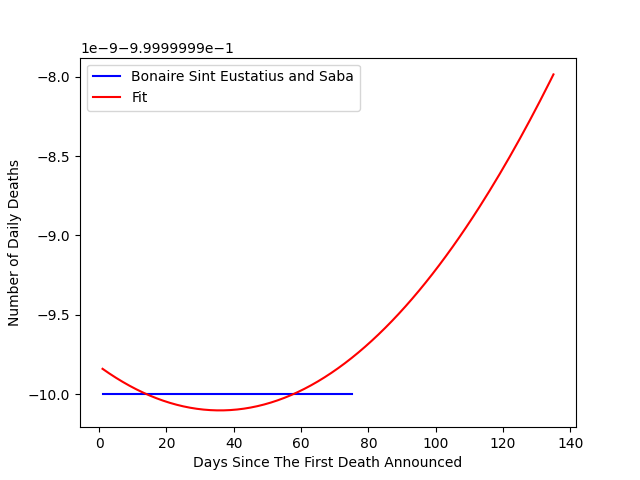 1e−9−9.9999999e−1
Bonaire Sint Eustatius and Saba
Fit
Number of Daily Deaths
−8.0
−8.5
−9.0
−9.5
−10.0
0 20 40 60 80 100 120 140
Days Since The First Death Announced